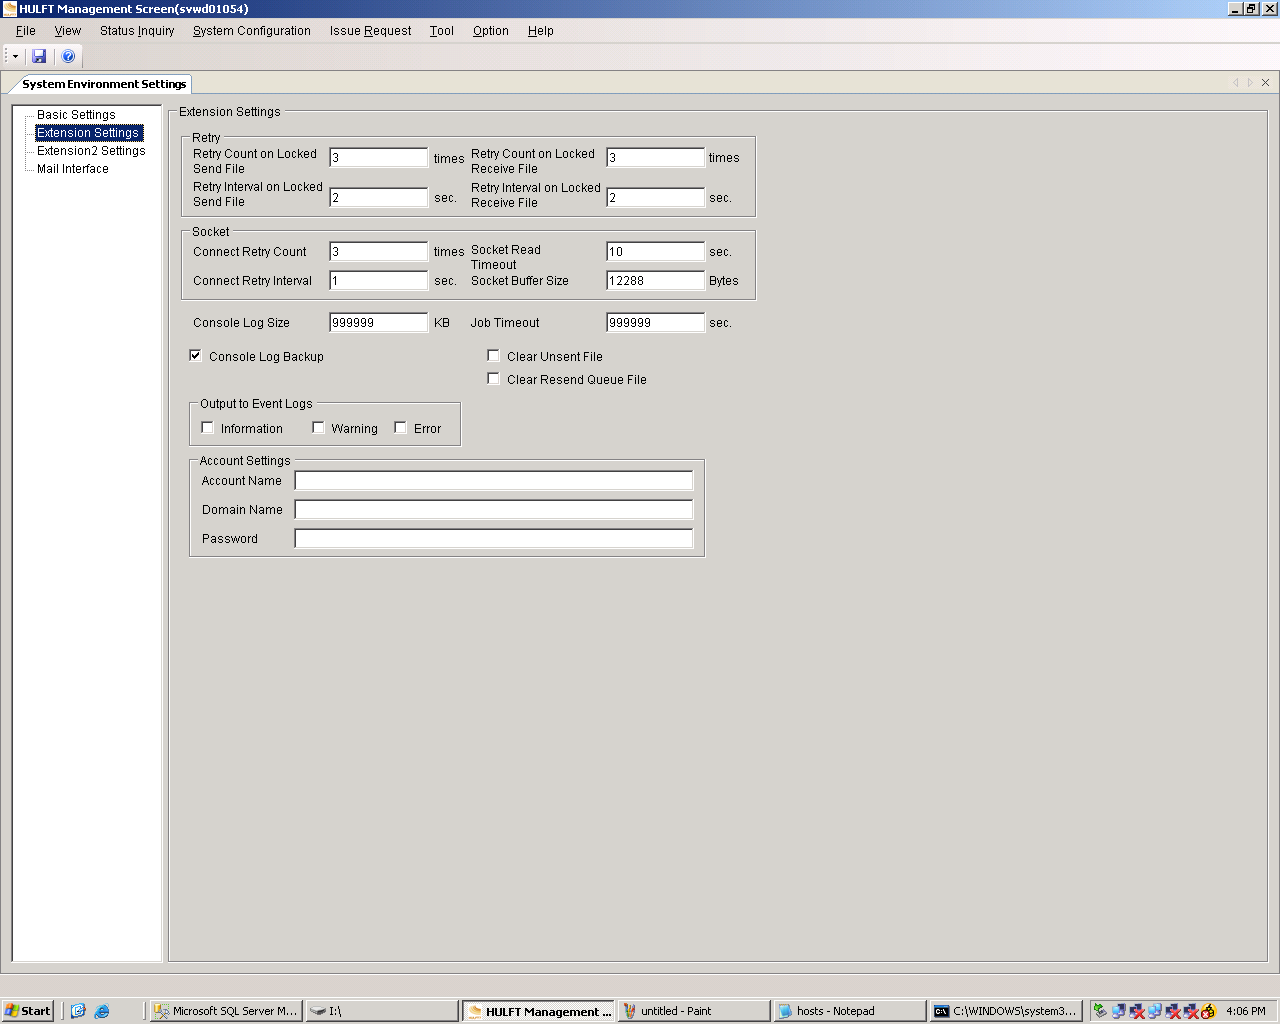 HULFT Management Screen(svwd01054)
File View Status Inquiry System Configuration Issue Request Tool Option Help
System Environment Settings
Basic Settings
Extension Settings
Extension2 Settings
Mail Interface
Extension Settings
Retry
Retry Count on Locked Send File 3 times Retry Count on Locked Receive File 3 times
Retry Interval on Locked Send File 2 sec. Retry Interval on Locked Receive File 2 sec.
Socket
Connect Retry Count 3 times Socket Read Timeout 10 sec.
Connect Retry Interval 1 sec. Socket Buffer Size 12288 Bytes
Console Log Size 999999 KB Job Timeout 999999 sec.
Console Log Backup Clear Unsent File
Clear Resend Queue File
Output to Event Logs
Information Warning Error
Account Settings
Account Name
Domain Name
Password
Start Microsoft SQL Server M... I:\ HULFT Management ... untitled - Paint hosts - Notepad C:\WINDOWS\system3... 4:06 PM